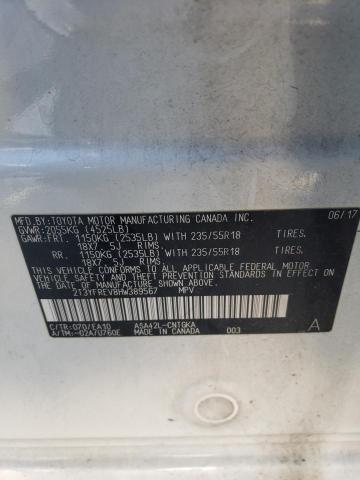 MFD.BY:TOYOTA MOTOR MANUFACTURING CANADA INC. 06/17
GVWR:2055KG (4525LB)
GAWR:FRT. 1150KG (2535LB) WITH 235/55R18 TIRES.
18X7. 5J RIMS.
RR. 1150KG (2535LB) WITH 235/55R18 TIRES.
18X7. 5J RIMS.
THIS VEHICLE CONFORMS TO ALL APPLICABLE FEDERAL MOTOR
VEHICLE SAFETY AND THEFT PREVENTION STANDARDS IN EFFECT
ON THE DATE OF MANUFACTURE SHOWN ABOVE.
2T3YFREV8HW389567 MPV
C/TR:070/EA10 ASA42L-CNTGKA A
A/TM:-02A/U760E MADE IN CANADA 003